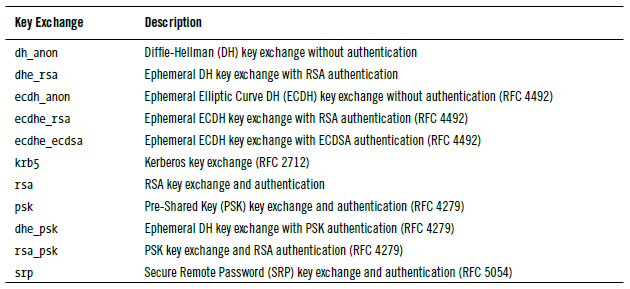 Key Exchange Description
dh_anon Diffie-Hellman (DH) key exchange without authentication
dhe_rsa Ephemeral DH key exchange with RSA authentication
ecdh_anon Ephemeral Elliptic Curve DH (ECDH) key exchange without authentication (RFC 4492)
ecdhe_rsa Ephemeral ECDH key exchange with RSA authentication (RFC 4492)
ecdhe_ecdsa Ephemeral ECDH key exchange with ECDSA authentication (RFC 4492)
krb5 Kerberos key exchange (RFC 2712)
rsa RSA key exchange and authentication
psk Pre-Shared Key (PSK) key exchange and authentication (RFC 4279)
dhe_psk Ephemeral DH key exchange with PSK authentication (RFC 4279)
rsa_psk PSK key exchange and RSA authentication (RFC 4279)
srp Secure Remote Password (SRP) key exchange and authentication (RFC 5054)